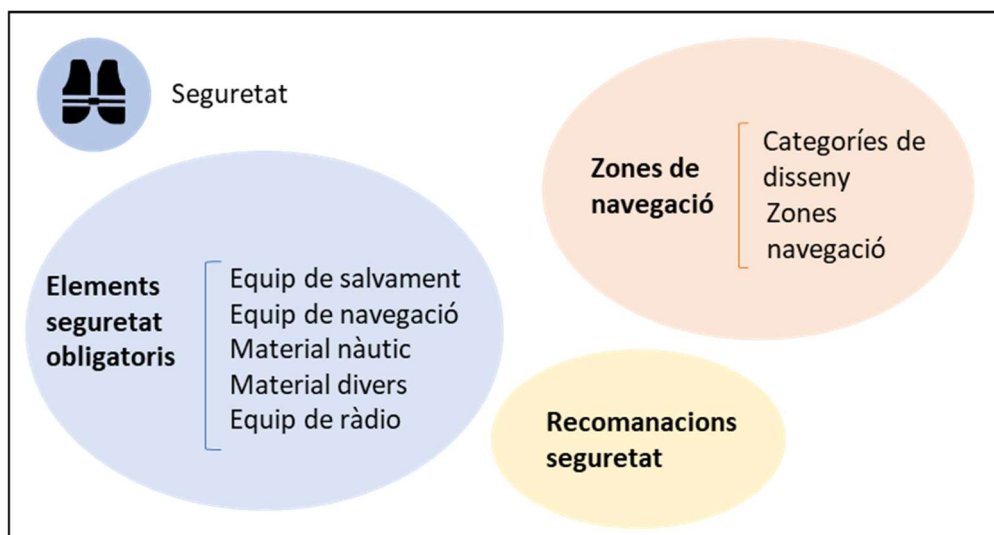 Seguretat
Elements
seguretat
obligatoris
Equip de salvament
Equip de navegació
Material nàutic
Material divers
Equip de ràdio
Zones de
navegació
Categoríes de
disseny
Zones
navegació
Recomanacions
seguretat